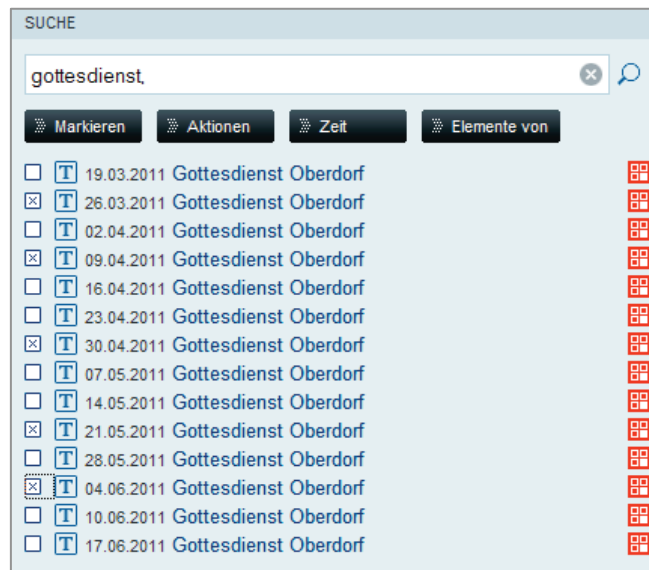 SUCHE
gottesdienst,
Markieren Aktionen Zeit Elemente von
T 19.03.2011 Gottesdienst Oberdorf
T 26.03.2011 Gottesdienst Oberdorf
T 02.04.2011 Gottesdienst Oberdorf
T 09.04.2011 Gottesdienst Oberdorf
T 16.04.2011 Gottesdienst Oberdorf
T 23.04.2011 Gottesdienst Oberdorf
T 30.04.2011 Gottesdienst Oberdorf
T 07.05.2011 Gottesdienst Oberdorf
T 14.05.2011 Gottesdienst Oberdorf
T 21.05.2011 Gottesdienst Oberdorf
T 28.05.2011 Gottesdienst Oberdorf
T 04.06.2011 Gottesdienst Oberdorf
T 10.06.2011 Gottesdienst Oberdorf
T 17.06.2011 Gottesdienst Oberdorf